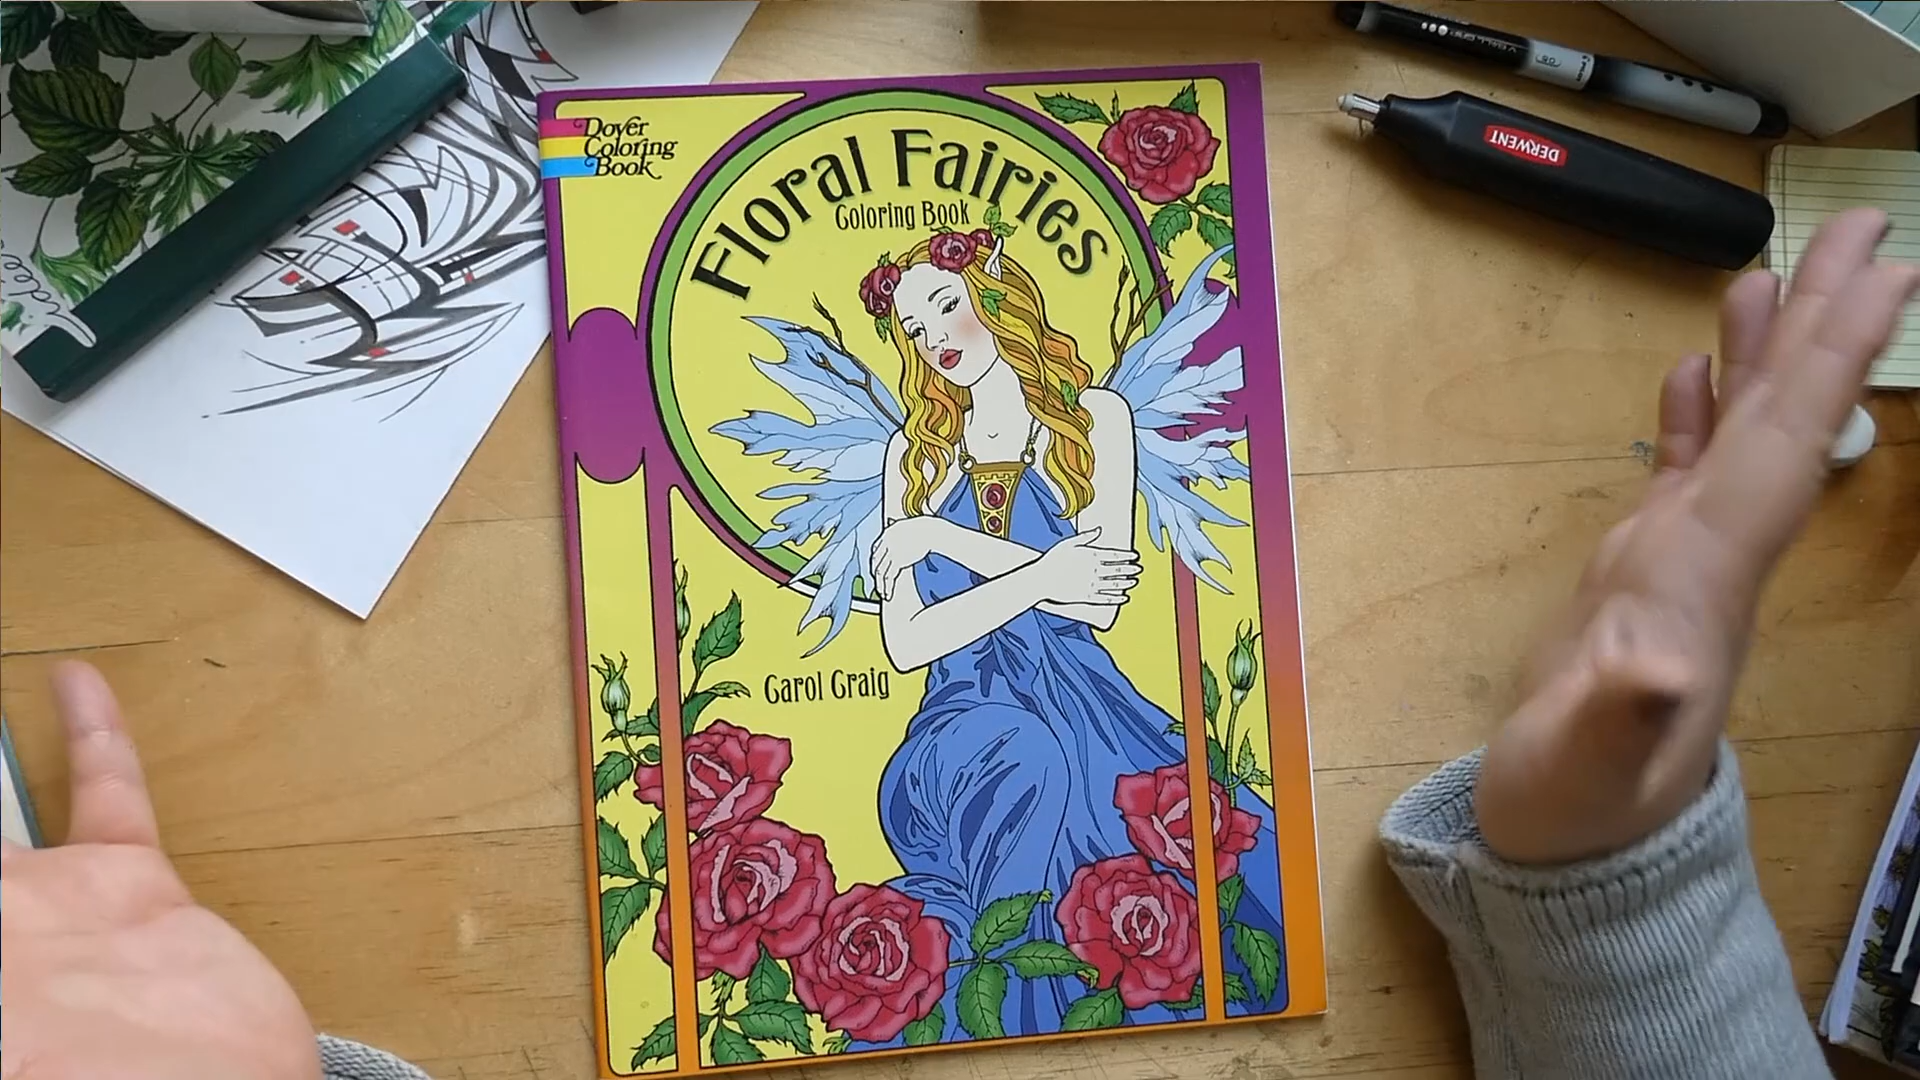 Dover
Coloring
Book
Floral Fairies
Coloring Book
Carol Craig
DERWENT